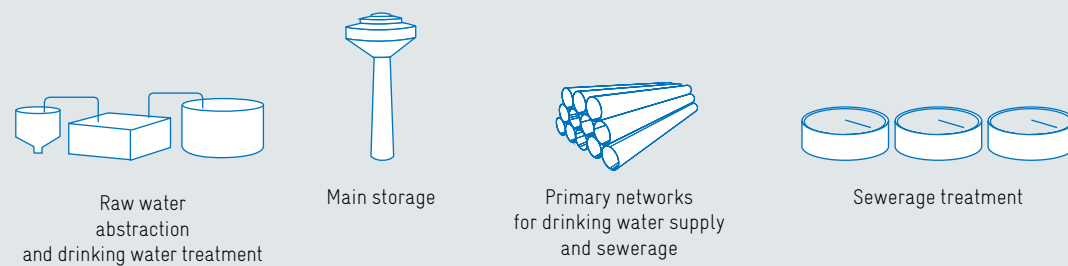 Raw water
abstraction
and drinking water treatment
Main storage
Primary networks
for drinking water supply
and sewerage
Sewerage treatment